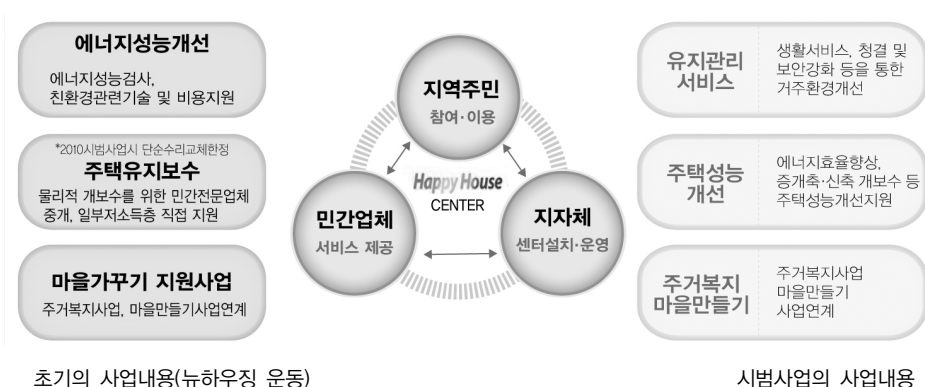 에너지성능개선
에너지성능검사,
친환경관련기술 및 비용지원
*2010시범사업시 단순수리교체한정
주택유지보수
물리적 개보수를 위한 민간전문업체
중개, 일부저소득층 직접 지원
마을가꾸기 지원사업
주거복지사업, 마을만들기사업연계
초기의 사업내용(뉴하우징 운동)
지역주민
참여·이용
Happy House
CENTER
민간업체
서비스 제공
지자체
센터설치·운영
유지관리
서비스
생활서비스, 청결 및
보안강화 등을 통한
거주환경개선
주택성능
개선
에너지효율향상,
증개축·신축 개보수 등
주택성능개선지원
주거복지
마을만들기
주거복지사업
마을만들기
사업연계
시범사업의 사업내용